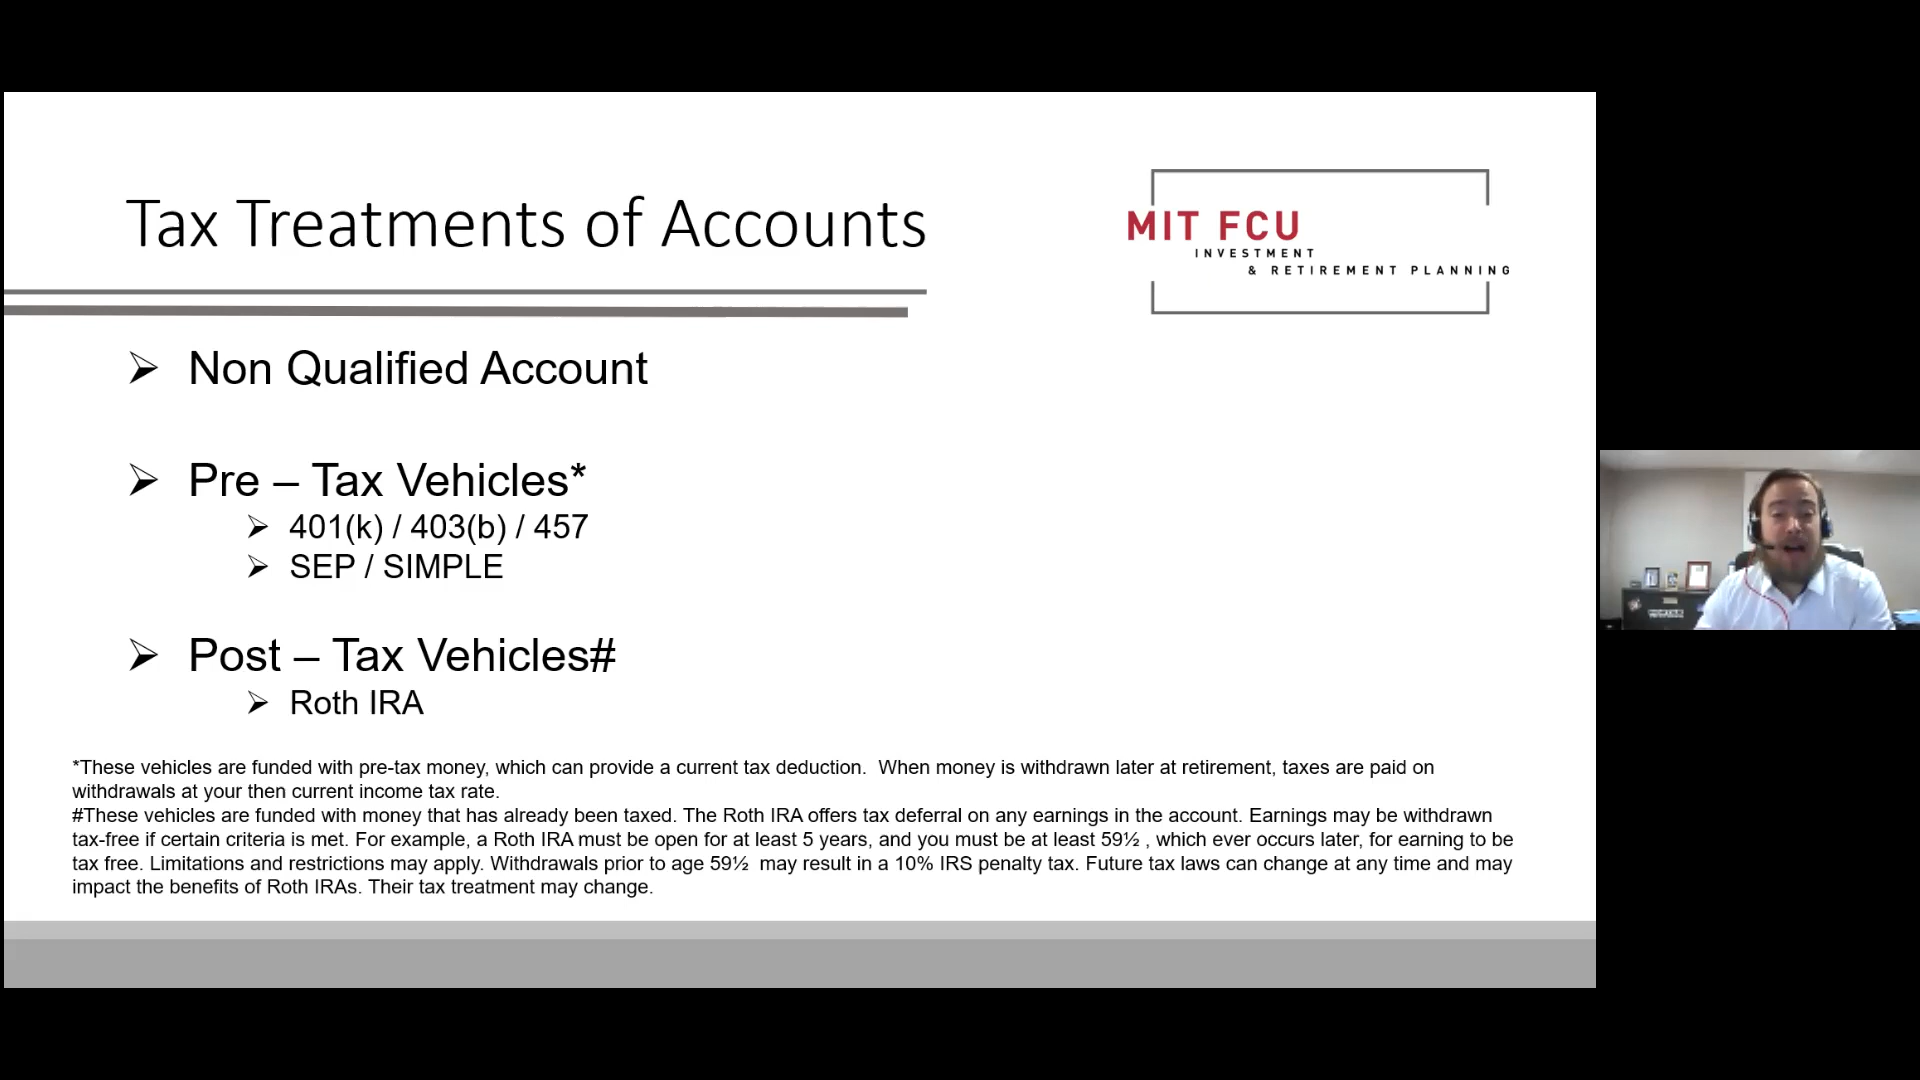 Tax Treatments of Accounts
MIT FCU
INVESTMENT
& RETIREMENT PLANNING
➢ Non Qualified Account
➢ Pre – Tax Vehicles*
➢ 401(k) / 403(b) / 457
➢ SEP / SIMPLE
➢ Post – Tax Vehicles#
➢ Roth IRA
*These vehicles are funded with pre-tax money, which can provide a current tax deduction.  When money is withdrawn later at retirement, taxes are paid on
withdrawals at your then current income tax rate.
#These vehicles are funded with money that has already been taxed. The Roth IRA offers tax deferral on any earnings in the account. Earnings may be withdrawn
tax-free if certain criteria is met. For example, a Roth IRA must be open for at least 5 years, and you must be at least 59½ , which ever occurs later, for earning to be
tax free. Limitations and restrictions may apply. Withdrawals prior to age 59½  may result in a 10% IRS penalty tax. Future tax laws can change at any time and may
impact the benefits of Roth IRAs. Their tax treatment may change.